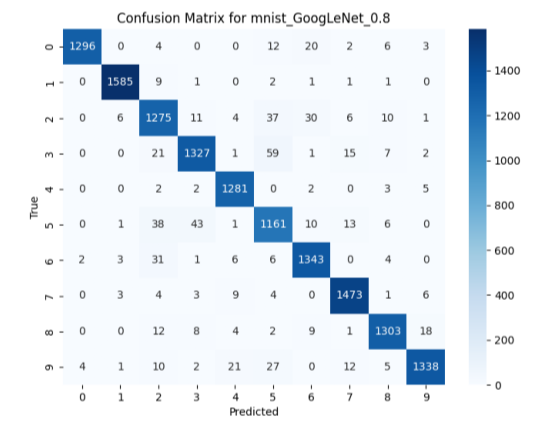 Confusion Matrix for mnist_GoogLeNet_0.8
0 1296 0 4 0 0 12 20 2 6 3
1 0 1585 9 1 0 2 1 1 1 0
2 0 6 1275 11 4 37 30 6 10 1
3 0 0 21 1327 1 59 1 15 7 2
4 0 0 2 2 1281 0 2 0 3 5
5 0 1 38 43 1 1161 10 13 6 0
6 2 3 31 1 6 6 1343 0 4 0
7 0 3 4 3 9 4 0 1473 1 6
8 0 0 12 8 4 2 9 1 1303 18
9 4 1 10 2 21 27 0 12 5 1338
0 1 2 3 4 5 6 7 8 9
True
Predicted
1400
1200
1000
800
600
400
200
0